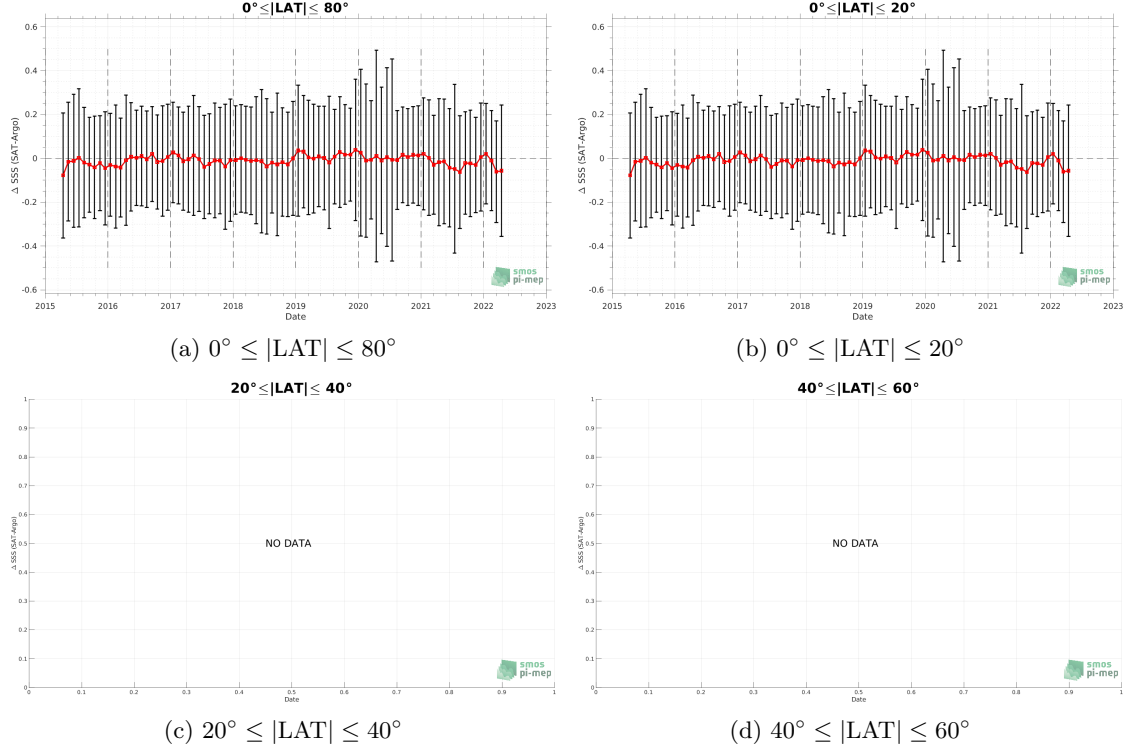 0°≤|LAT|≤ 80°
Δ SSS (SAT-Argo)
0.6
0.4
0.2
0
-0.2
-0.4
-0.6
2015 2016 2017 2018 2019 2020 2021 2022 2023
Date
smos
pi-mep
(a) 0° ≤ |LAT| ≤ 80°
0°≤|LAT|≤ 20°
Δ SSS (SAT-Argo)
0.6
0.4
0.2
0
-0.2
-0.4
-0.6
2015 2016 2017 2018 2019 2020 2021 2022 2023
Date
smos
pi-mep
(b) 0° ≤ |LAT| ≤ 20°
20°≤|LAT|≤ 40°
Δ SSS (SAT-Argo)
1
0.9
0.8
0.7
0.6
0.5
0.4
0.3
0.2
0.1
0
NO DATA
0 0.1 0.2 0.3 0.4 0.5 0.6 0.7 0.8 0.9 1
Date
smos
pi-mep
(c) 20° ≤ |LAT| ≤ 40°
40°≤|LAT|≤ 60°
Δ SSS (SAT-Argo)
1
0.9
0.8
0.7
0.6
0.5
0.4
0.3
0.2
0.1
0
NO DATA
0 0.1 0.2 0.3 0.4 0.5 0.6 0.7 0.8 0.9 1
Date
smos
pi-mep
(d) 40° ≤ |LAT| ≤ 60°